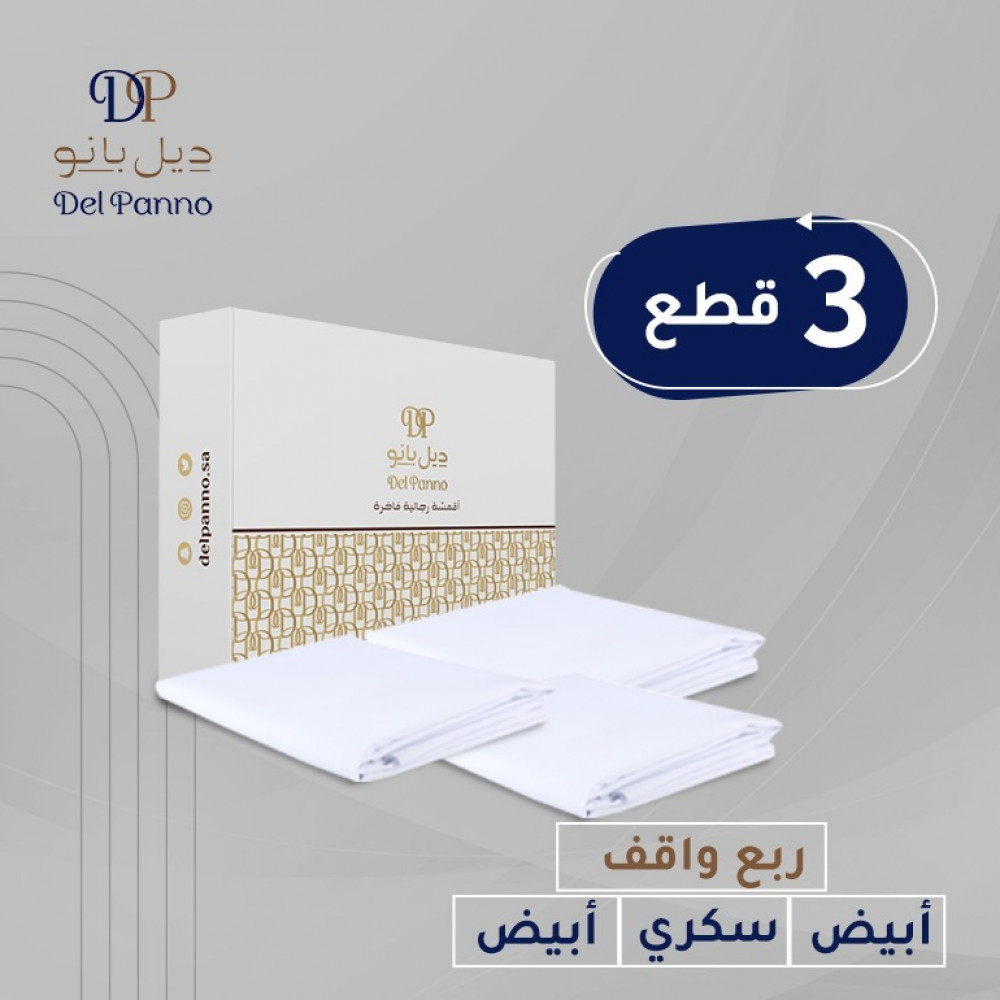 DP
ديل بانو
Del Panno
3 قطع
DP
ديل بانو
Del Panno
أقمشة رجالية فاخرة
delpanno.sa
ربع واقف
أبيض سكري أبيض